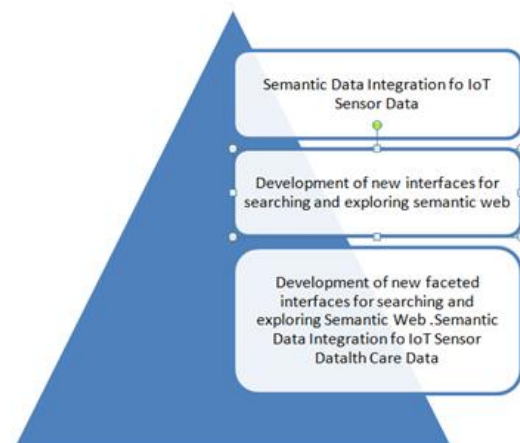 Semantic Data Integration fo IoT
Sensor Data
Development of new interfaces for
searching and exploring semantic web
Development of new faceted
interfaces for searching and
exploring Semantic Web .Semantic
Data Integration fo IoT Sensor
Datalth Care Data